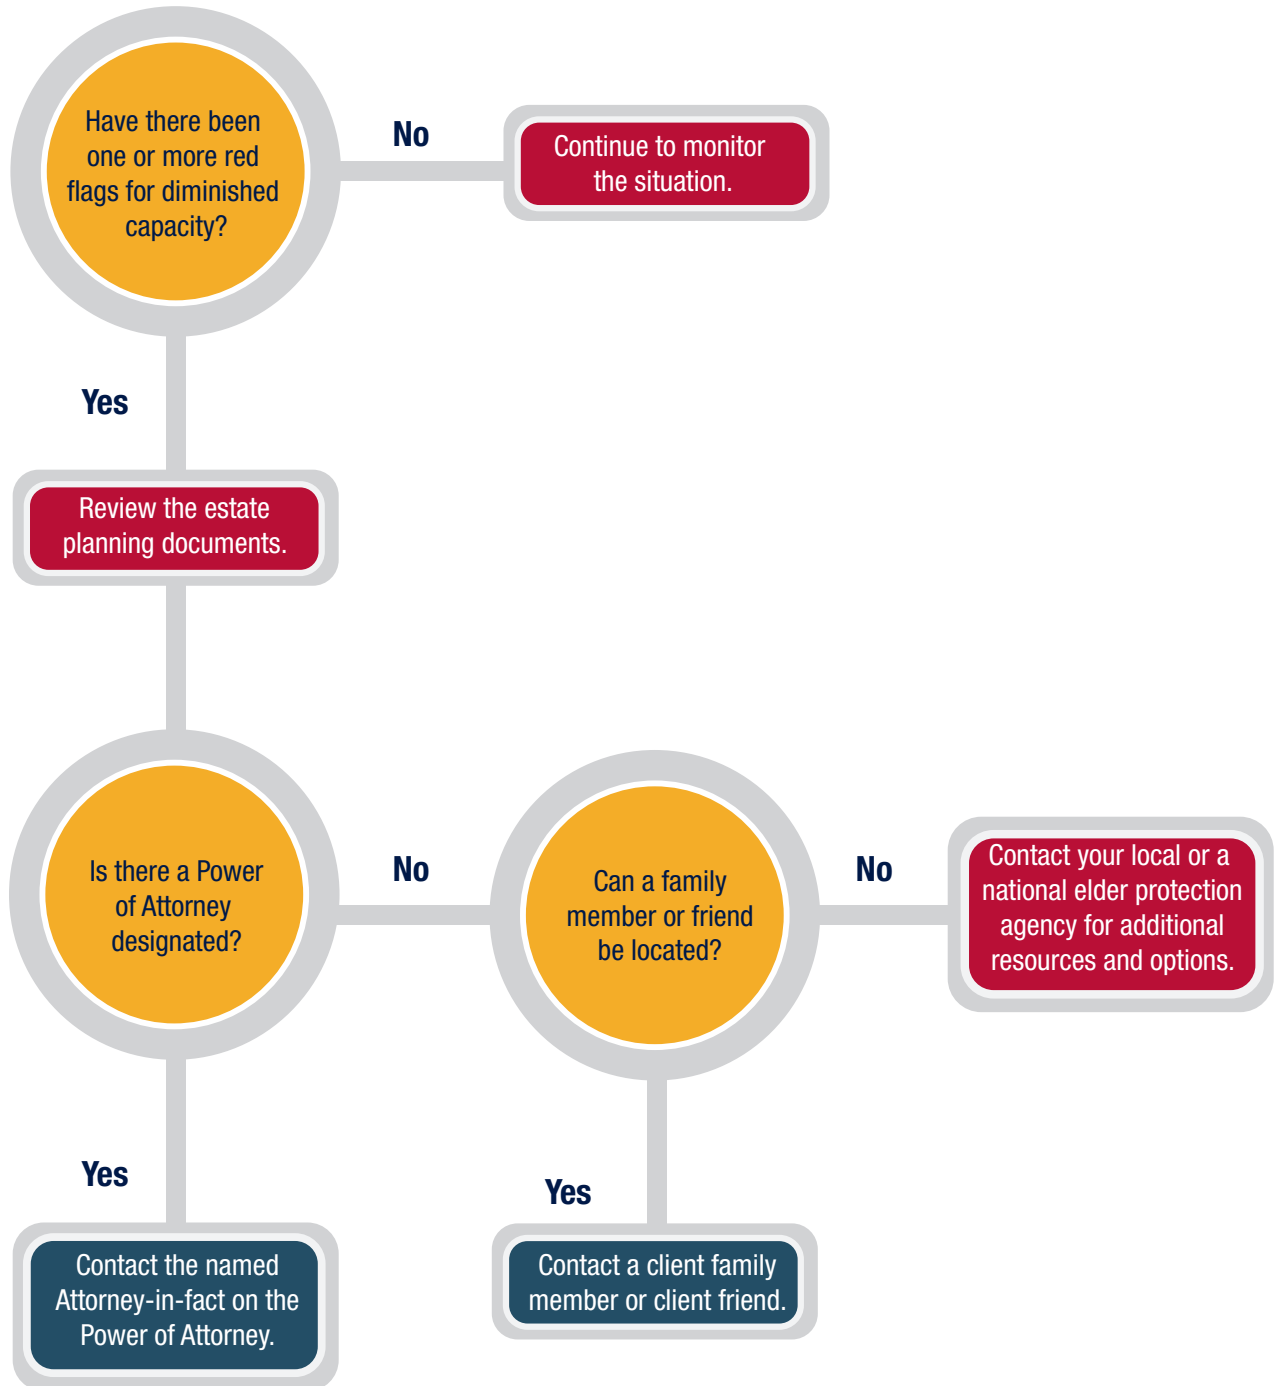 Have there been
one or more red
flags for diminished
capacity?
No
Continue to monitor
the situation.
Yes
Review the estate
planning documents.
Is there a Power
of Attorney
designated?
No
Can a family
member or friend
be located?
No
Contact your local or a
national elder protection
agency for additional
resources and options.
Yes
Contact the named
Attorney-in-fact on the
Power of Attorney.
Yes
Contact a client family
member or client friend.